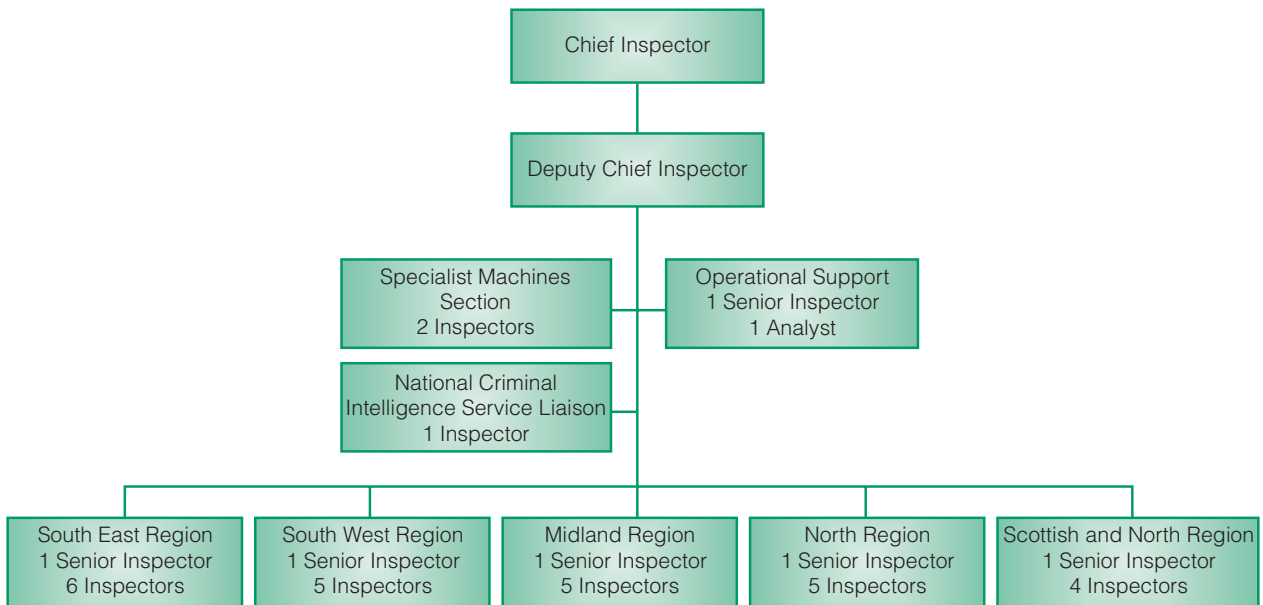 Chief Inspector
Deputy Chief Inspector
Specialist Machines
Section
2 Inspectors
Operational Support
1 Senior Inspector
1 Analyst
National Criminal
Intelligence Service Liaison
1 Inspector
South East Region
1 Senior Inspector
6 Inspectors
South West Region
1 Senior Inspector
5 Inspectors
Midland Region
1 Senior Inspector
5 Inspectors
North Region
1 Senior Inspector
5 Inspectors
Scottish and North Region
1 Senior Inspector
4 Inspectors